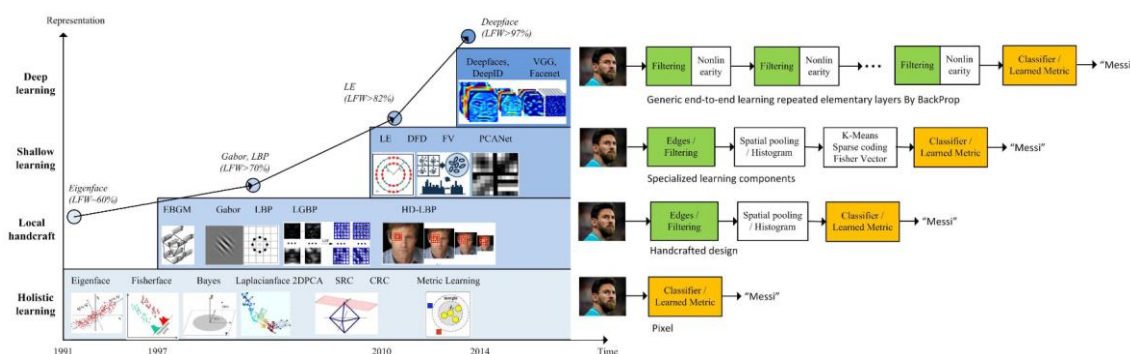 Representation
Deepface
(LFW>97%)
Deep
learning
Deepfaces,
DeepID
VGG,
Facenet
LE
(LFW>82%)
Shallow
learning
LE DFD FV PCANet
Gabor, LBP
(LFW>70%)
Eigenface
(LFW~60%)
Local
handcraft
EBGM Gabor LBP LGBP HD-LBP
Holistic
learning
Eigenface Fisherface Bayes Laplacianface 2DPCA SRC CRC Metric Learning
margin
1991 1997 2010 2014 Time
Filtering
Nonlin
earity
Filtering
Nonlin
earity
Filtering
Nonlin
earity
Classifier /
Learned Metric
"Messi"
Generic end-to-end learning repeated elementary layers By BackProp
Edges /
Filtering
Spatial pooling
/ Histogram
K-Means
Sparse coding
Fisher Vector
Classifier /
Learned Metric
"Messi"
Specialized learning components
Edges /
Filtering
Spatial pooling
/ Histogram
Classifier /
Learned Metric
"Messi"
Handcrafted design
Classifier /
Learned Metric
"Messi"
Pixel